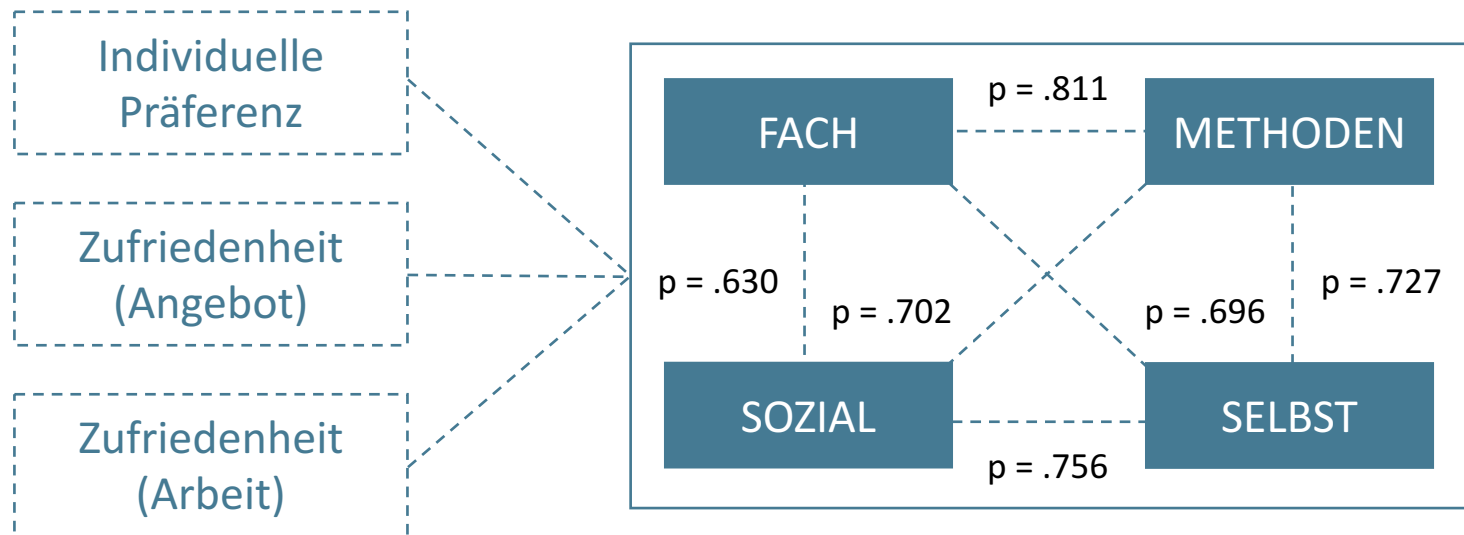 Individuelle
Präferenz
Zufriedenheit
(Angebot)
Zufriedenheit
(Arbeit)
p = .811
FACH
METHODEN
p = .630
p = .702
p = .696
p = .727
SOZIAL
SELBST
p = .756